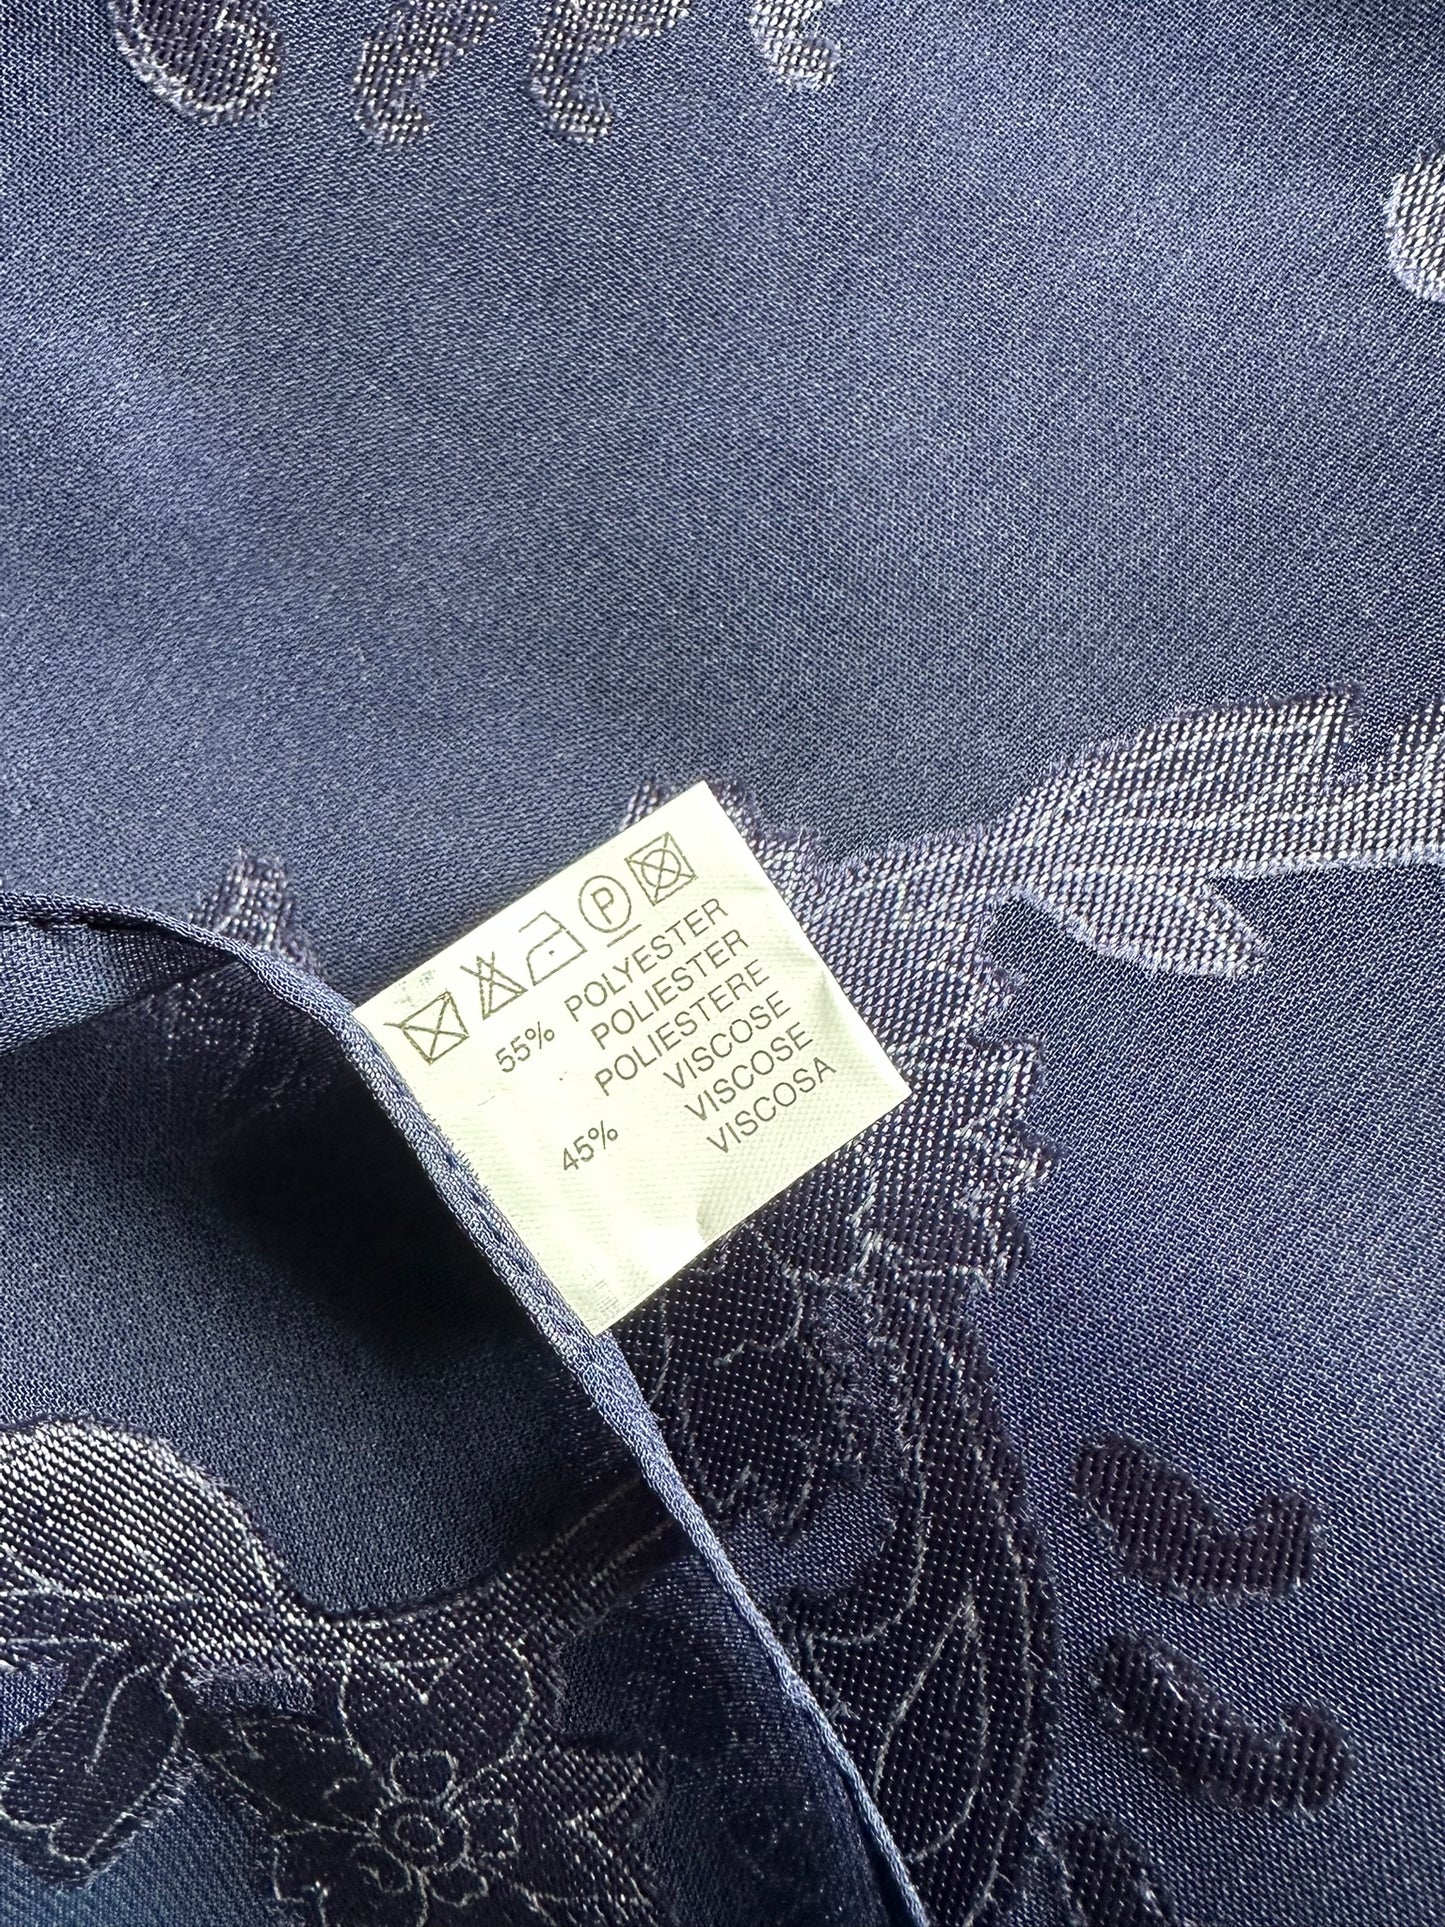 P
55% POLYESTER
POLIESTER
POLIESTERE
45% VISCOSE
VISCOSE
VISCOSA